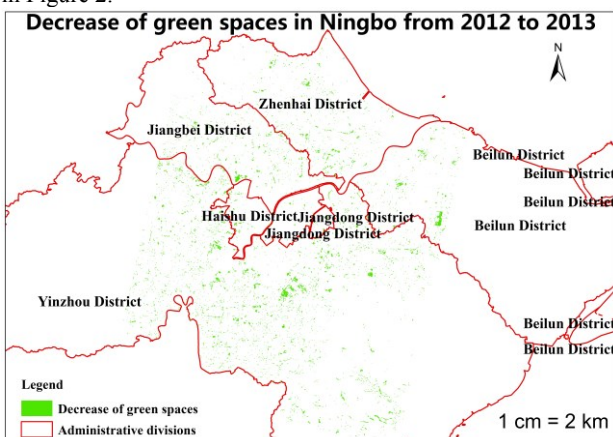 in Figure 2.
Decrease of green spaces in Ningbo from 2012 to 2013
N
Zhenhai District
Jiangbei District
Beilun District
Beilun District
Beilun District
Haishu District
Jiangdong District
Beilun District
Jiangdong District
Yinzhou District
Beilun District
Beilun District
Legend
Decrease of green spaces
Administrative divisions
1 cm = 2 km